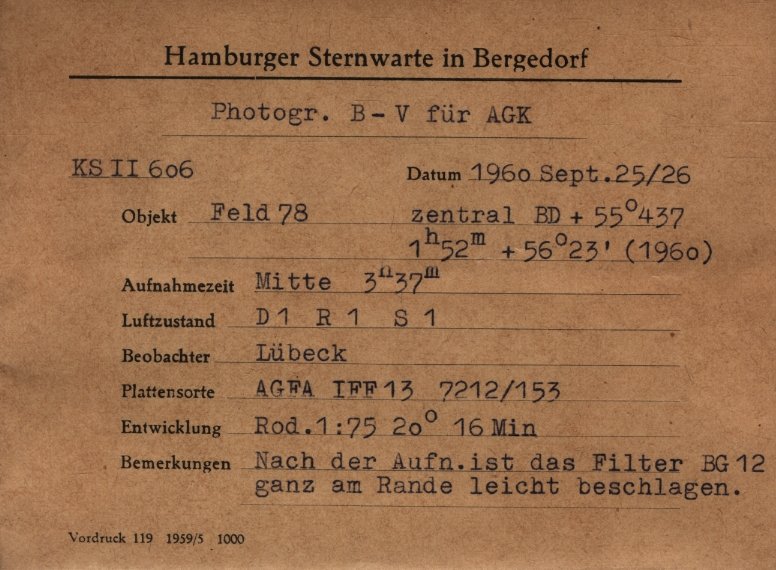 Hamburger Sternwarte in Bergedorf
Photogr. B-V für AGK
KS II 606 Datum 1960 Sept.25/26
Objekt Feld 78 zentral BD + 55°437
1ʰ52ᵐ +56°23' (1960)
Aufnahmezeit Mitte 3ʰ37ᵐ
Luftzustand D1 R1 S1
Beobachter Lübeck
Plattensorte AGFA IFF13 7212/153
Entwicklung Rod.1:75 20° 16 Min
Bemerkungen Nach der Aufn.ist das Filter BG12
ganz am Rande leicht beschlagen.
Vordruck 119 1959/5 1000